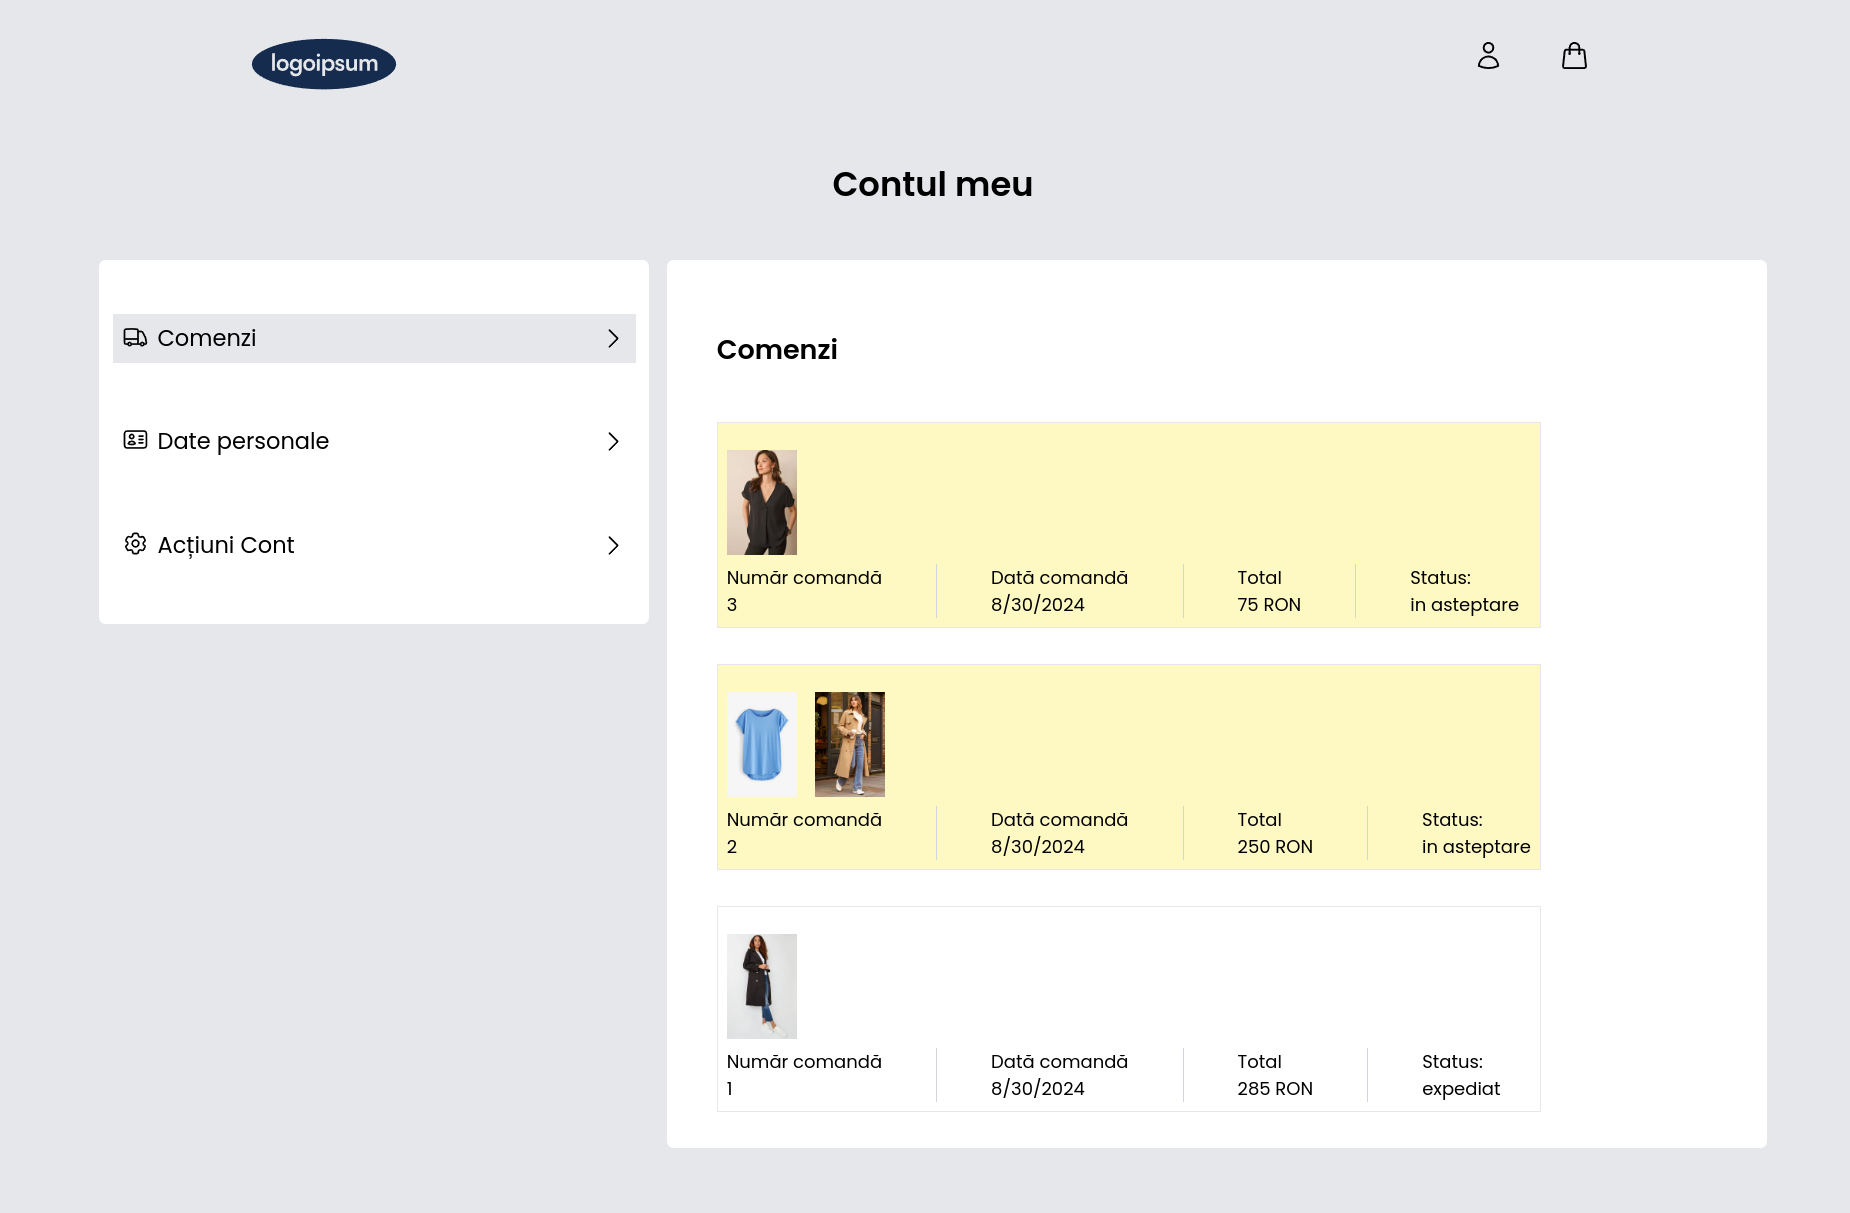 logoipsum
Contul meu
Comenzi
Date personale
Acțiuni Cont
Comenzi
Număr comandă
3
Dată comandă
8/30/2024
Total
75 RON
Status:
in asteptare
Număr comandă
2
Dată comandă
8/30/2024
Total
250 RON
Status:
in asteptare
Număr comandă
1
Dată comandă
8/30/2024
Total
285 RON
Status:
expediat